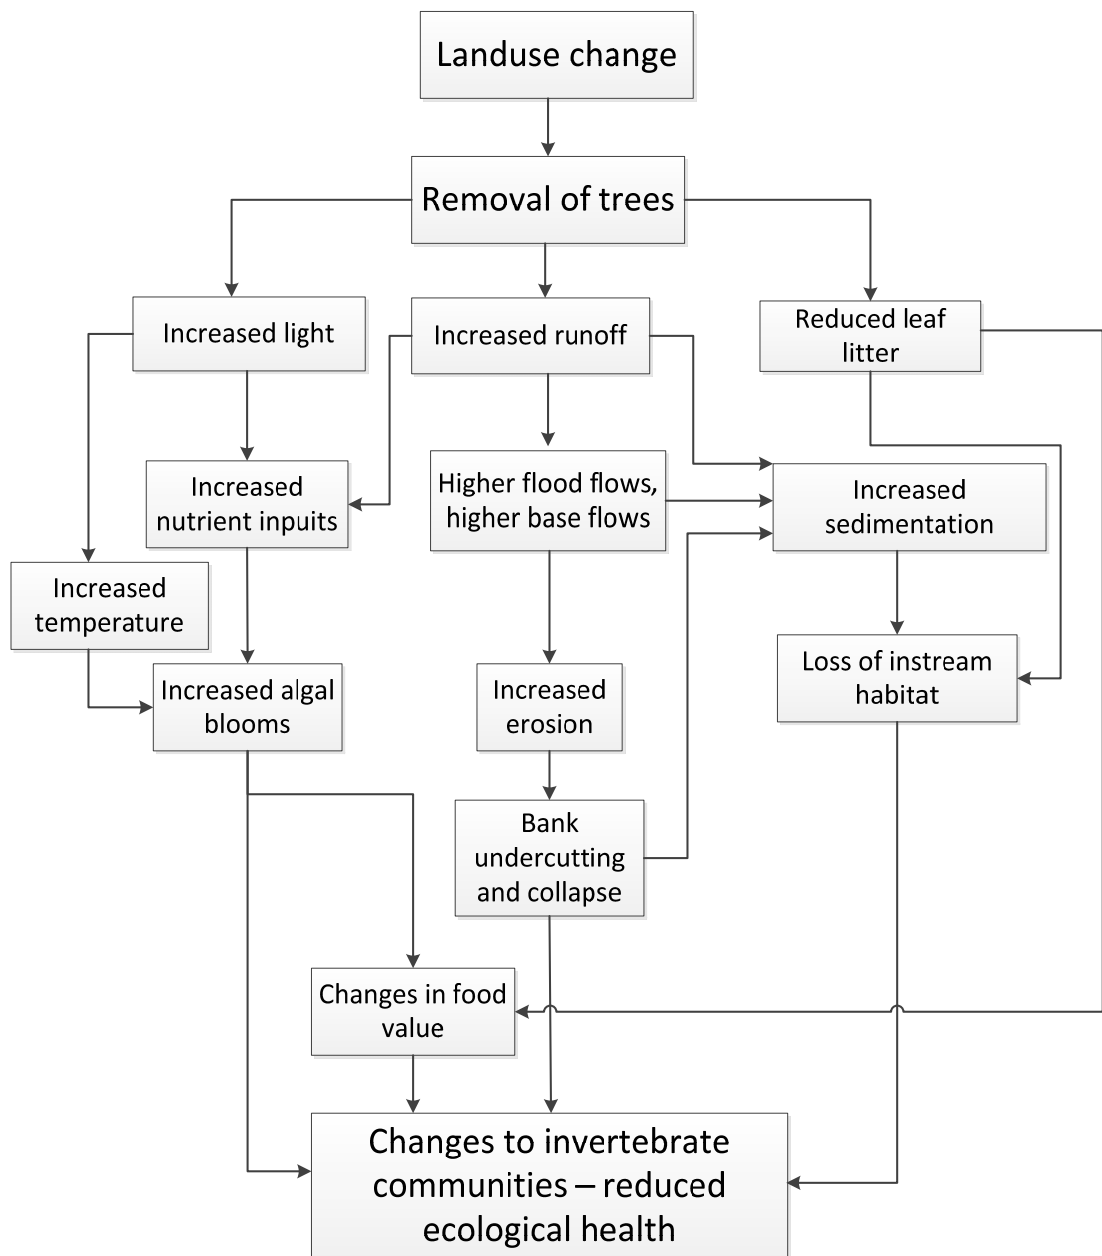 Landuse change
Removal of trees
Increased light
Increased runoff
Reduced leaf
litter
Increased
nutrient inpuits
Higher flood flows,
higher base flows
Increased
sedimentation
Increased
temperature
Increased algal
blooms
Increased
erosion
Loss of instream
habitat
Bank
undercutting
and collapse
Changes in food
value
Changes to invertebrate
communities – reduced
ecological health